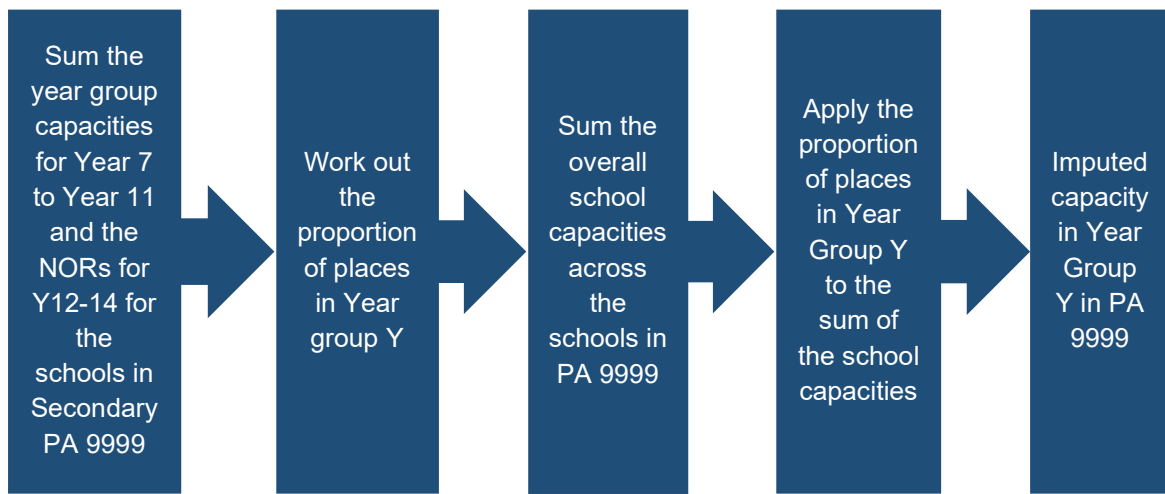 Sum the
year group
capacities
for Year 7
to Year 11
and the
NORs for
Y12-14 for
the
schools in
Secondary
PA 9999
Work out
the
proportion
of places
in Year
group Y
Sum the
overall
school
capacities
across
the
schools in
PA 9999
Apply the
proportion
of places
in Year
Group Y
to the
sum of
the school
capacities
Imputed
capacity
in Year
Group
Y in PA
9999